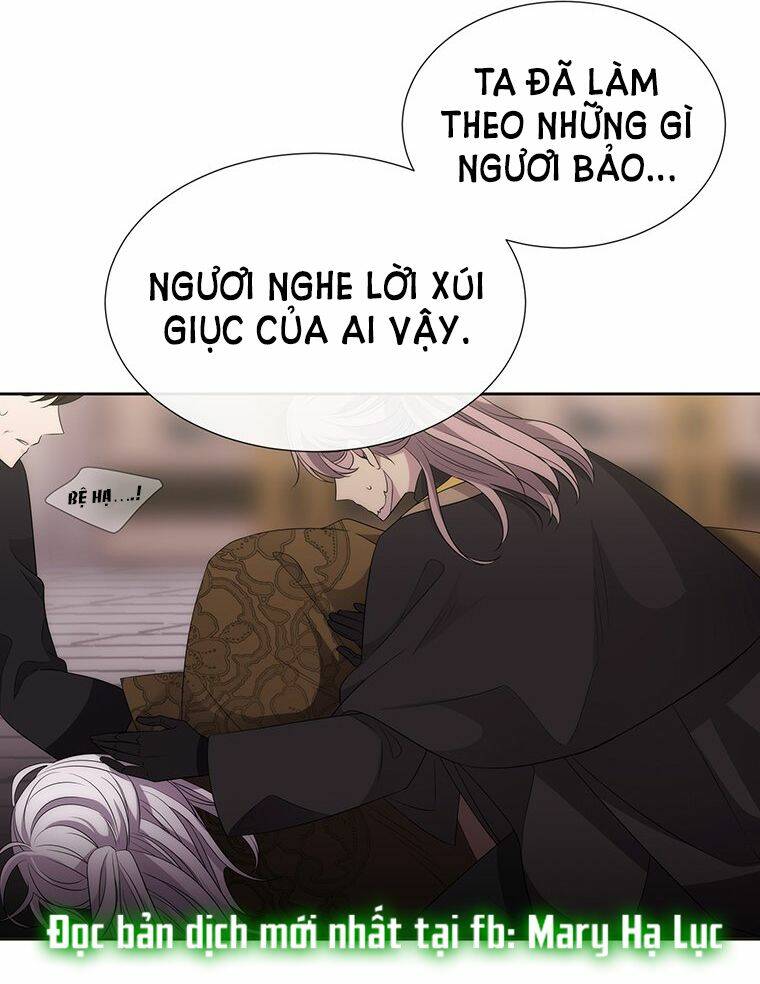 TA ĐÃ LÀM
THEO NHỮNG GÌ
NGƯƠI BẢO...
NGƯƠI NGHE LỜI XÚI
GIỤC CỦA AI VẬY.
BỆ HẠ....!
Đọc bản dịch mới nhất tại fb: Mary Hạ Lục